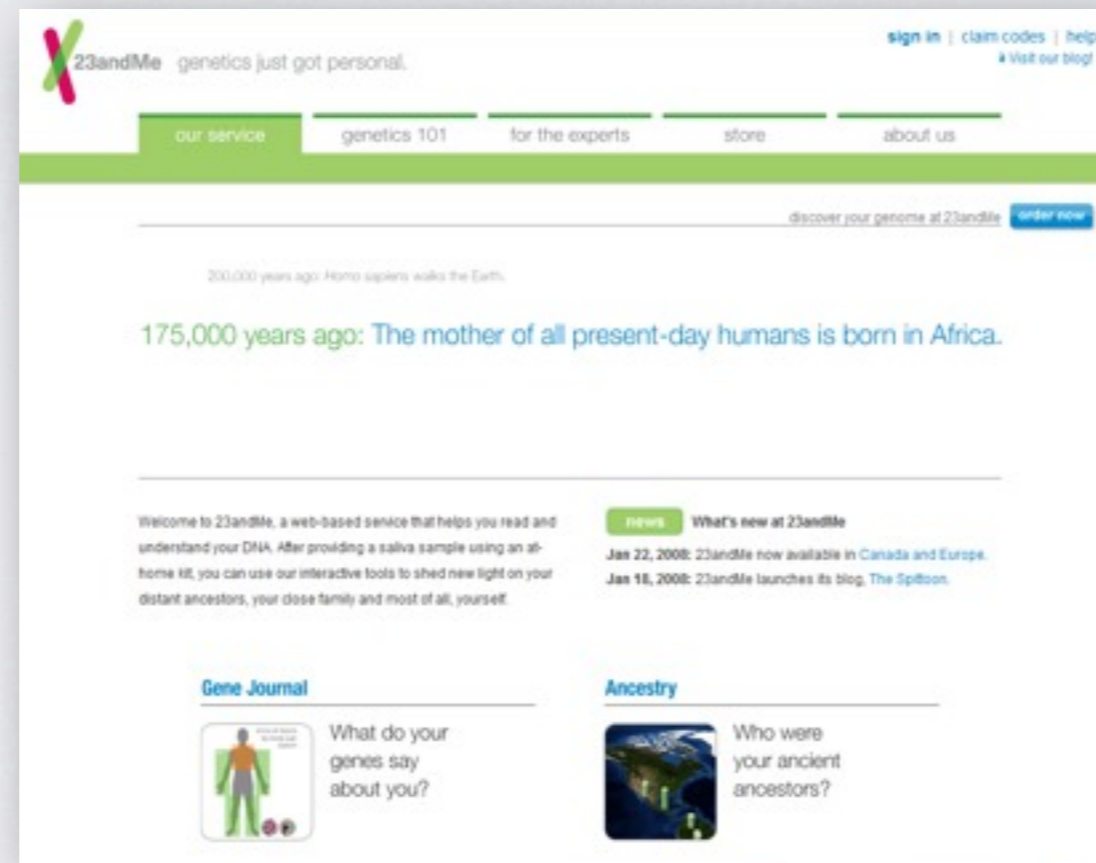 23andMe genetics just got personal.
sign in | claim codes | help
Visit our blog!
our service
genetics 101
for the experts
store
about us
discover your genome at 23andMe order now
200,000 years ago: Homo sapiens walks the Earth.
175,000 years ago: The mother of all present-day humans is born in Africa.
Welcome to 23andMe, a web-based service that helps you read and
understand your DNA. After providing a saliva sample using an at-
home kit, you can use our interactive tools to shed new light on your
distant ancestors, your close family and most of all, yourself.
news What's new at 23andMe
Jan 22, 2008: 23andMe now available in Canada and Europe.
Jan 18, 2008: 23andMe launches its blog, The Spittoon.
Gene Journal
What do your
genes say
about you?
Ancestry
Who were
your ancient
ancestors?